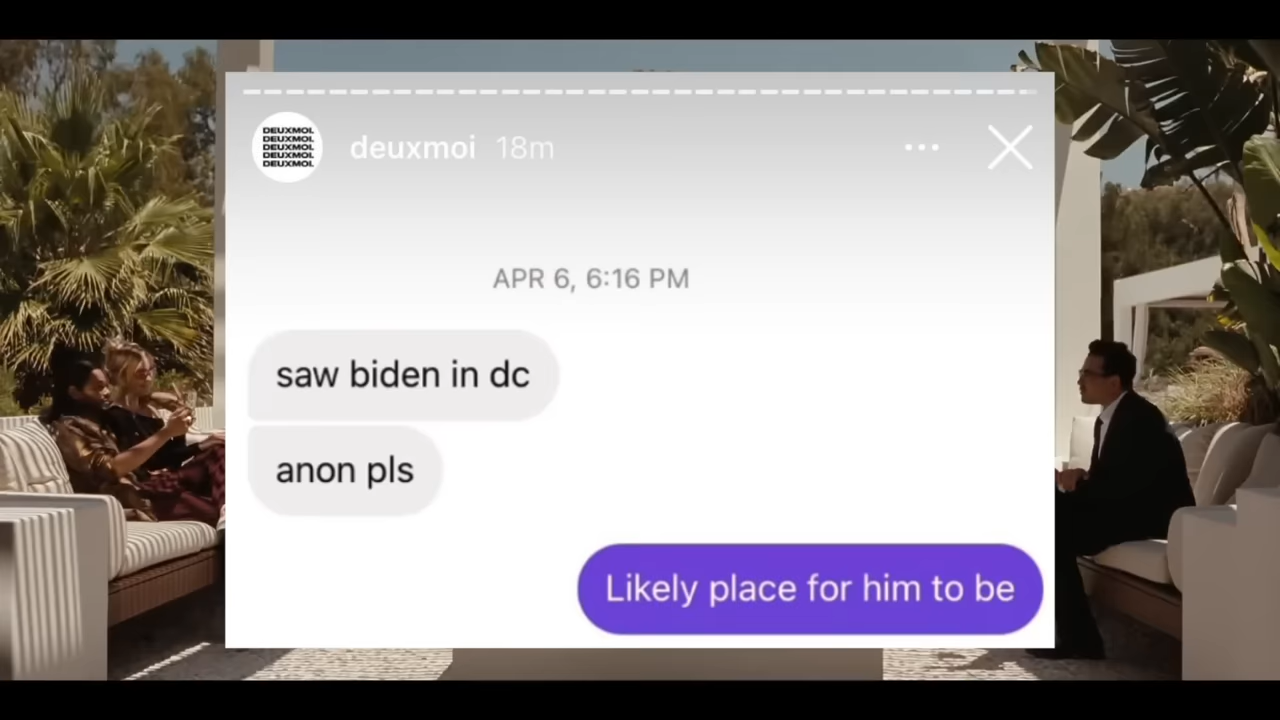 DEUXMOI.
DEUXMOI.
DEUXMOI.
DEUXMOI.
DEUXMOI.
deuxmoi 18m
APR 6, 6:16 PM
saw biden in dc
anon pls
Likely place for him to be